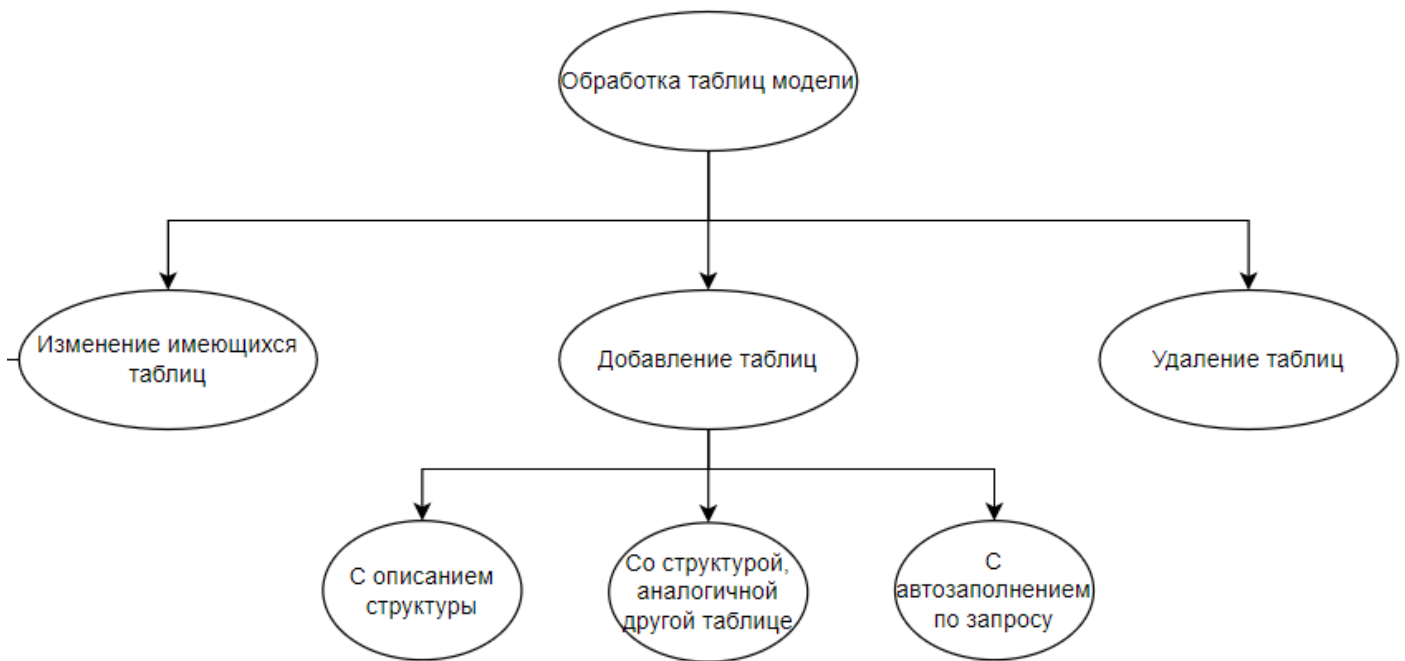 Обработка таблиц модели
Изменение имеющихся
таблиц
Добавление таблиц
Удаление таблиц
С описанием
структуры
Со структурой,
аналогичной
другой таблице
С
автозаполнением
по запросу